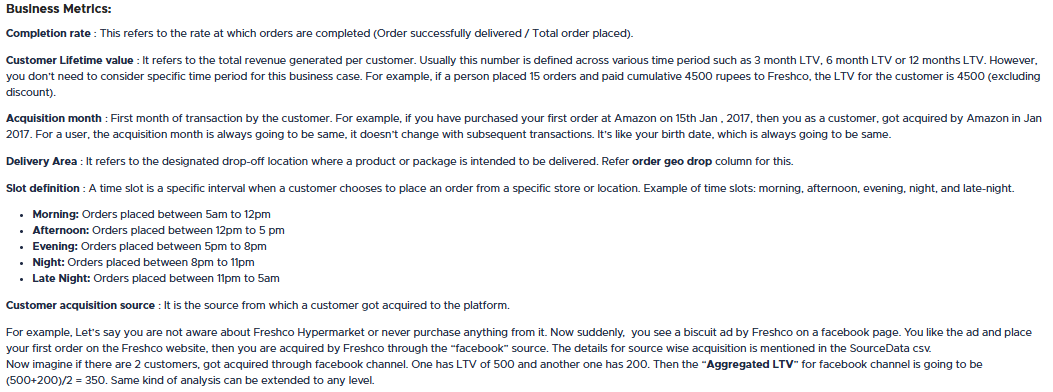 Business Metrics:
Completion rate : This refers to the rate at which orders are completed (Order successfully delivered / Total order placed).
Customer Lifetime value : It refers to the total revenue generated per customer. Usually this number is defined across various time period such as 3 month LTV, 6 month LTV or 12 months LTV. However,
you don't need to consider specific time period for this business case. For example, if a person placed 15 orders and paid cumulative 4500 rupees to Freshco, the LTV for the customer is 4500 (excluding
discount).
Acquisition month : First month of transaction by the customer. For example, if you have purchased your first order at Amazon on 15th Jan , 2017, then you as a customer, got acquired by Amazon in Jan
2017. For a user, the acquisition month is always going to be same, it doesn't change with subsequent transactions. It's like your birth date, which is always going to be same.
Delivery Area : It refers to the designated drop-off location where a product or package is intended to be delivered. Refer order geo drop column for this.
Slot definition : A time slot is a specific interval when a customer chooses to place an order from a specific store or location. Example of time slots: morning, afternoon, evening, night, and late-night.
• Morning: Orders placed between 5am to 12pm
• Afternoon: Orders placed between 12pm to 5 pm
• Evening: Orders placed between 5pm to 8pm
• Night: Orders placed between 8pm to 11pm
• Late Night: Orders placed between 11pm to 5am
Customer acquisition source : It is the source from which a customer got acquired to the platform.
For example, Let's say you are not aware about Freshco Hypermarket or never purchase anything from it. Now suddenly, you see a biscuit ad by Freshco on a facebook page. You like the ad and place
your first order on the Freshco website, then you are acquired by Freshco through the "facebook" source. The details for source wise acquisition is mentioned in the SourceData csv.
Now imagine if there are 2 customers, got acquired through facebook channel. One has LTV of 500 and another one has 200. Then the "Aggregated LTV" for facebook channel is going to be
(500+200)/2 = 350. Same kind of analysis can be extended to any level.